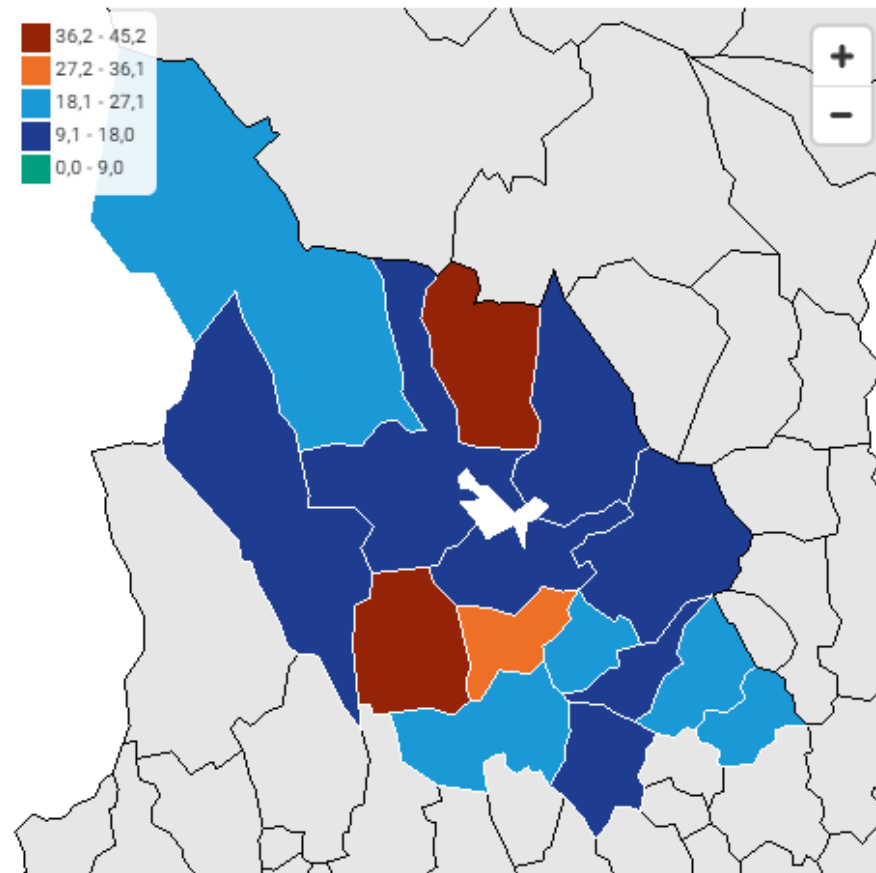 36,2 - 45,2
27,2 - 36,1
18,1 - 27,1
9,1 - 18,0
0,0 - 9,0
+
−